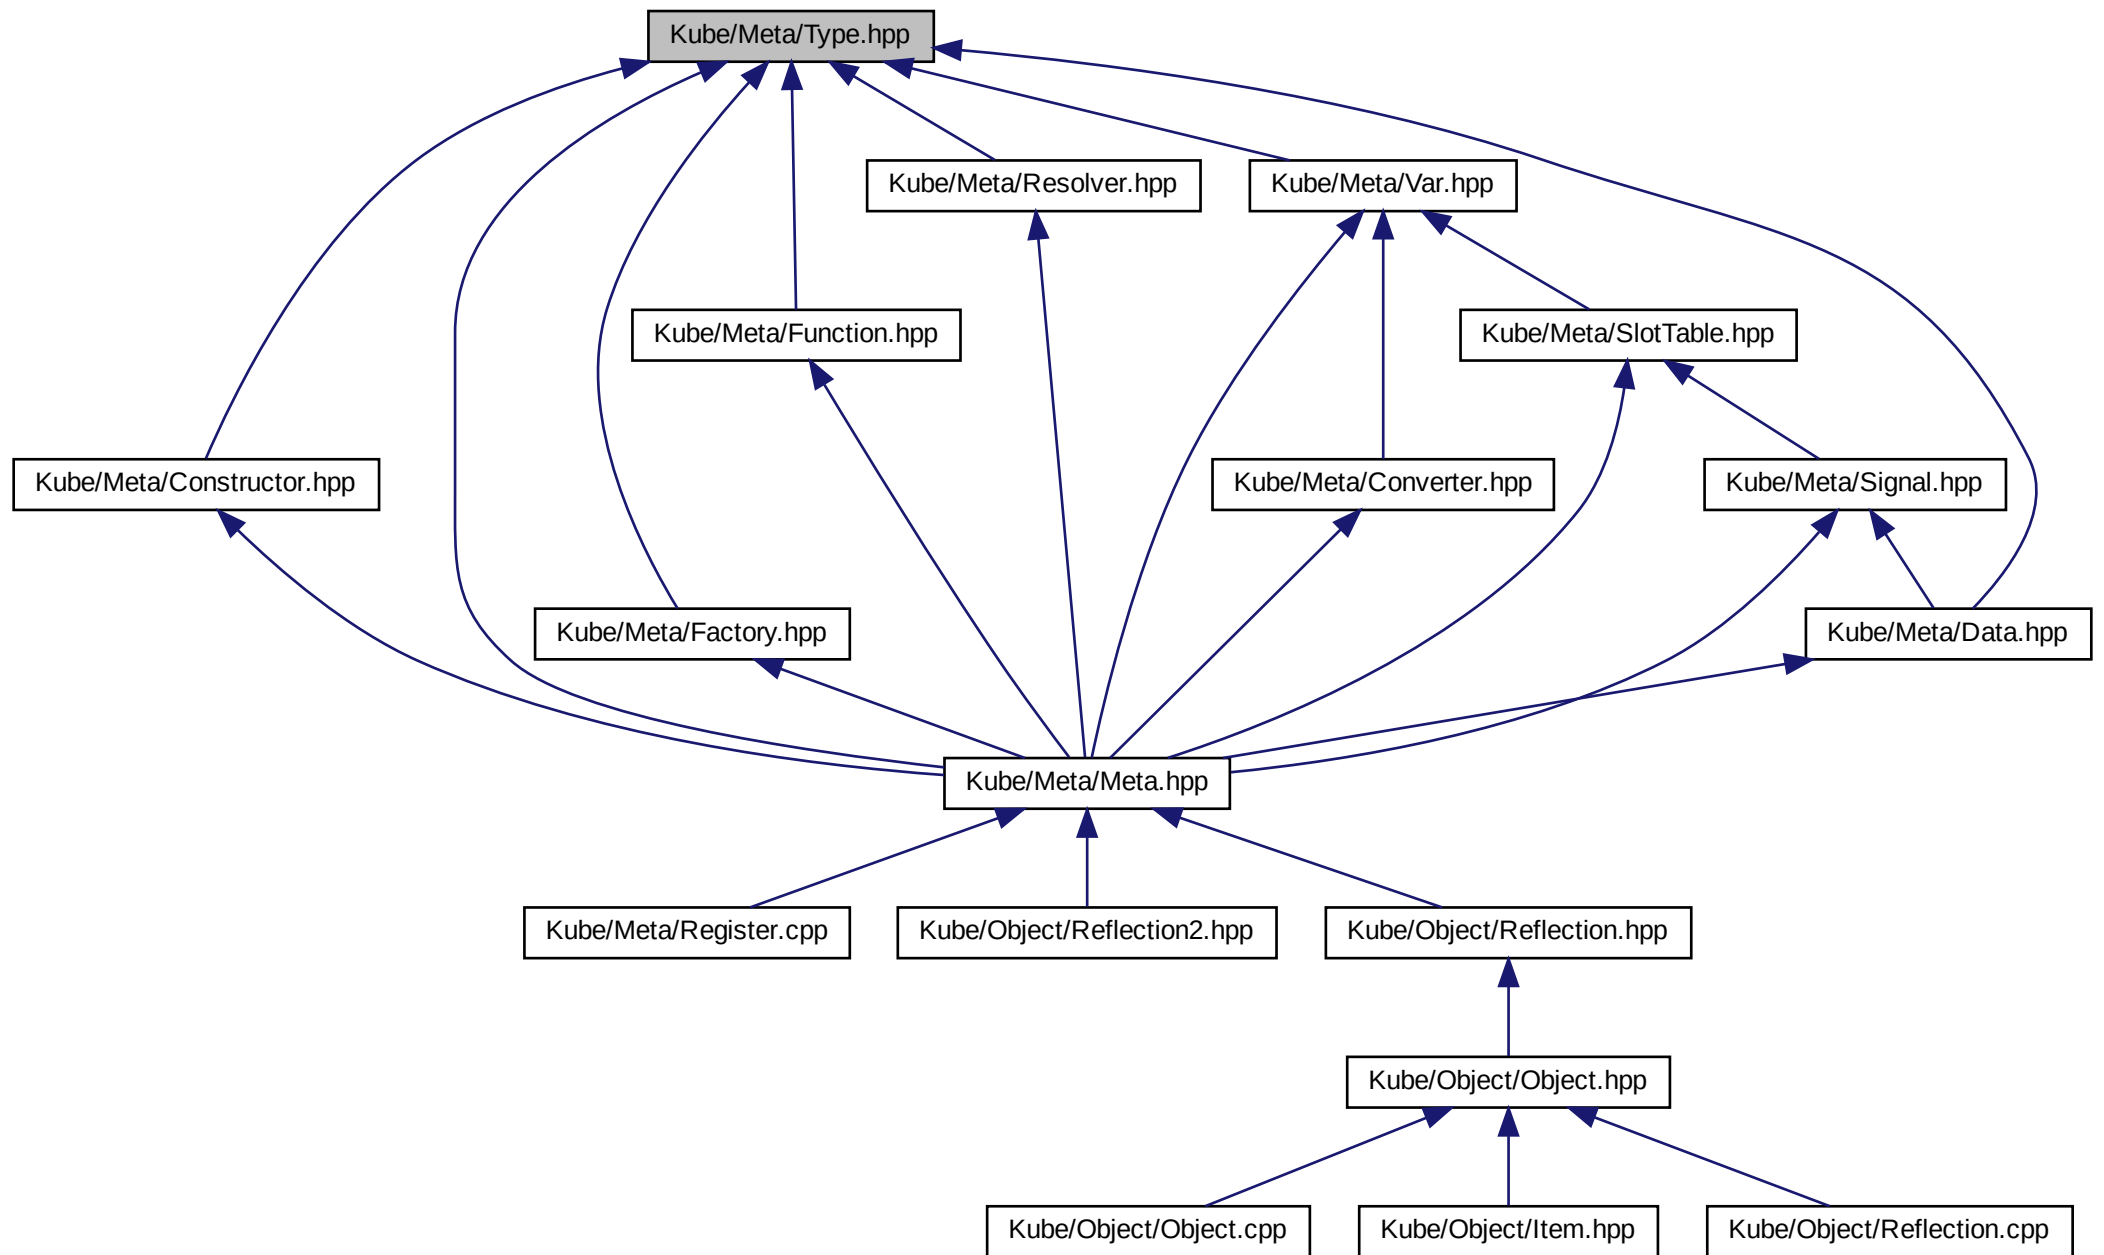 Kube/Meta/Type.hpp
Kube/Meta/Resolver.hpp
Kube/Meta/Var.hpp
Kube/Meta/Function.hpp
Kube/Meta/SlotTable.hpp
Kube/Meta/Constructor.hpp
Kube/Meta/Converter.hpp
Kube/Meta/Signal.hpp
Kube/Meta/Factory.hpp
Kube/Meta/Data.hpp
Kube/Meta/Meta.hpp
Kube/Meta/Register.cpp
Kube/Object/Reflection2.hpp
Kube/Object/Reflection.hpp
Kube/Object/Object.hpp
Kube/Object/Object.cpp
Kube/Object/Item.hpp
Kube/Object/Reflection.cpp